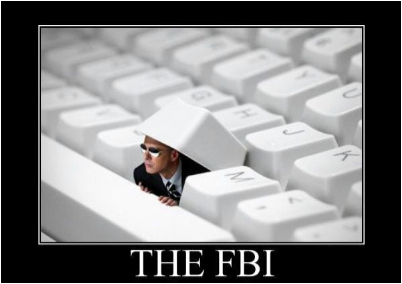 Y U
G H J K
M
THE FBI